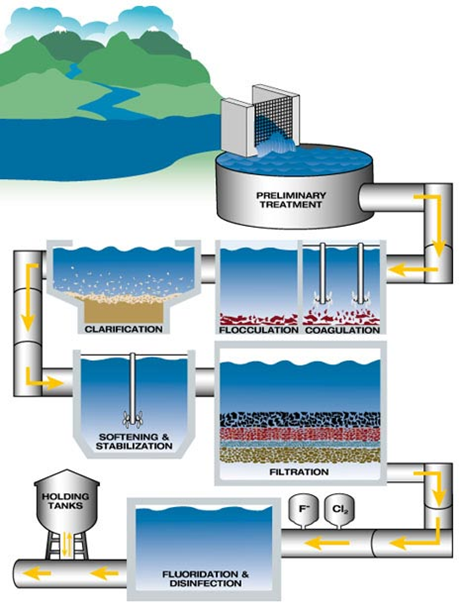 PRELIMINARY
TREATMENT
CLARIFICATION
FLOCCULATION
COAGULATION
SOFTENING &
STABILIZATION
FILTRATION
HOLDING
TANKS
F⁻
Cl₂
FLUORIDATION &
DISINFECTION